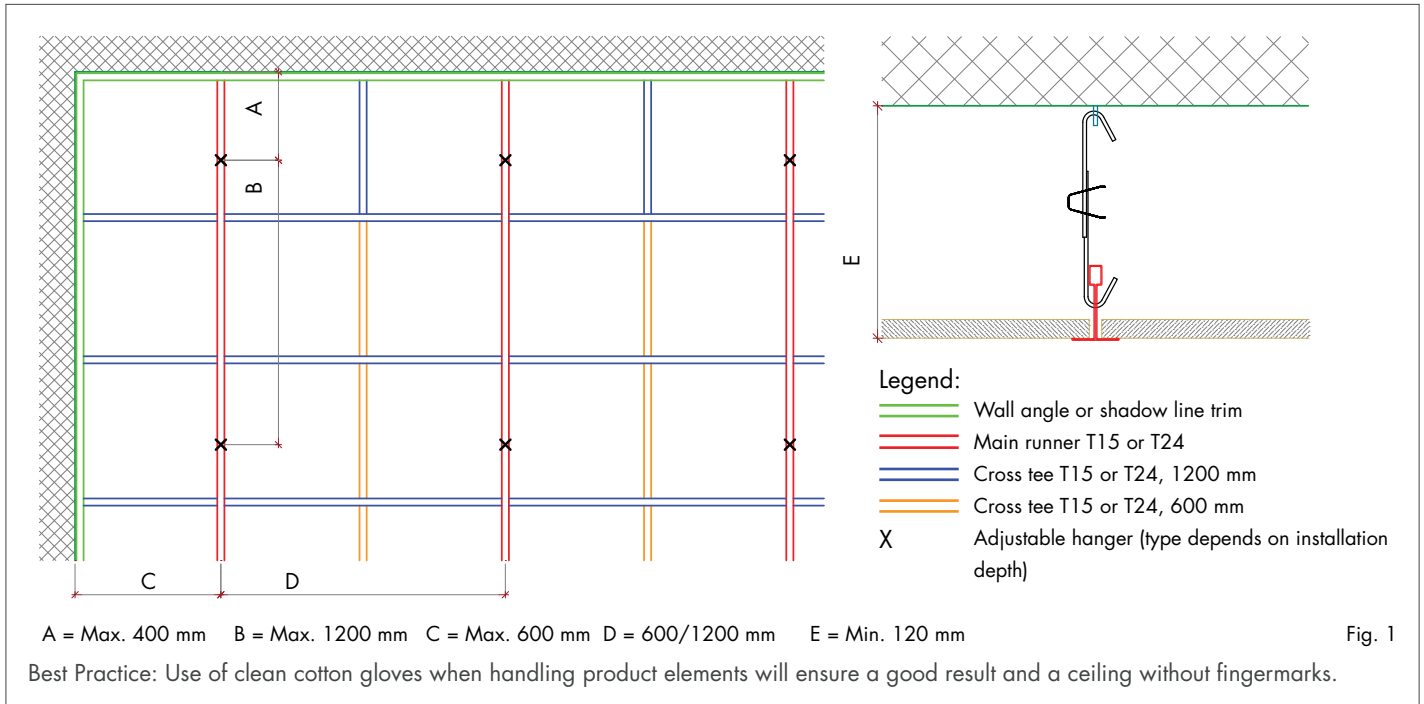 A
B
C
D
E
Legend:
Wall angle or shadow line trim
Main runner T15 or T24
Cross tee T15 or T24, 1200 mm
Cross tee T15 or T24, 600 mm
X Adjustable hanger (type depends on installation
depth)
A = Max. 400 mm B = Max. 1200 mm C = Max. 600 mm D = 600/1200 mm E = Min. 120 mm Fig. 1
Best Practice: Use of clean cotton gloves when handling product elements will ensure a good result and a ceiling without fingermarks.